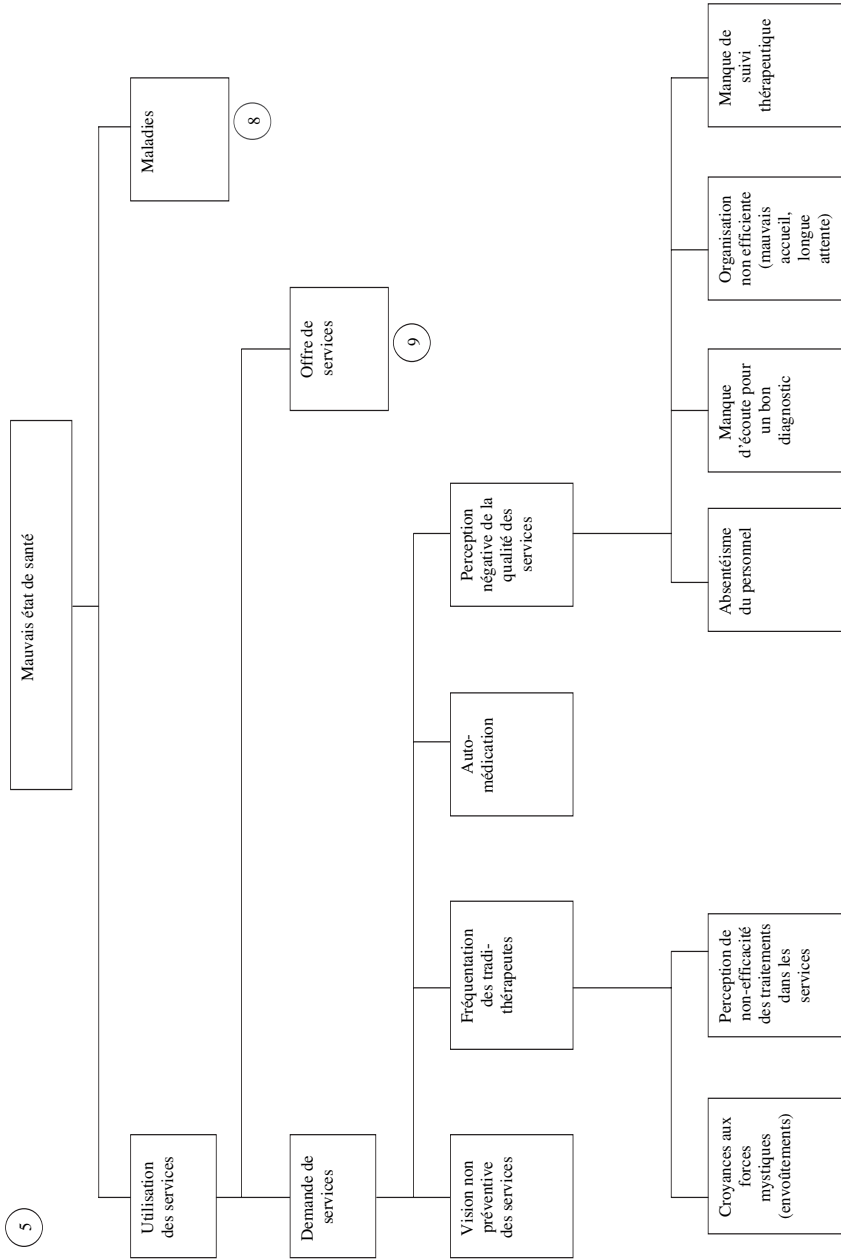 5
Mauvais état de santé
Utilisation
des services
Maladies
8
Demande de
services
Offre de
services
9
Vision non
préventive
des services
Fréquentation
des tradi-
thérapeutes
Auto-
médication
Perception
négative de la
qualité des
services
Croyances aux
forces
mystiques
(envoûtements)
Perception de
non-efficacité
des traitements
dans les
services
Absentéisme
du personnel
Manque
d’écoute pour
un bon
diagnostic
Organisation
non efficiente
(mauvais
accueil,
longue
attente)
Manque de
suivi
thérapeutique